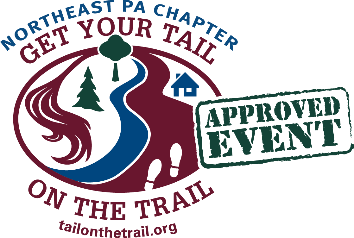 NORTHEAST PA CHAPTER
GET YOUR TAIL
ON THE TRAIL
tailonthetrail.org
APPROVED
EVENT